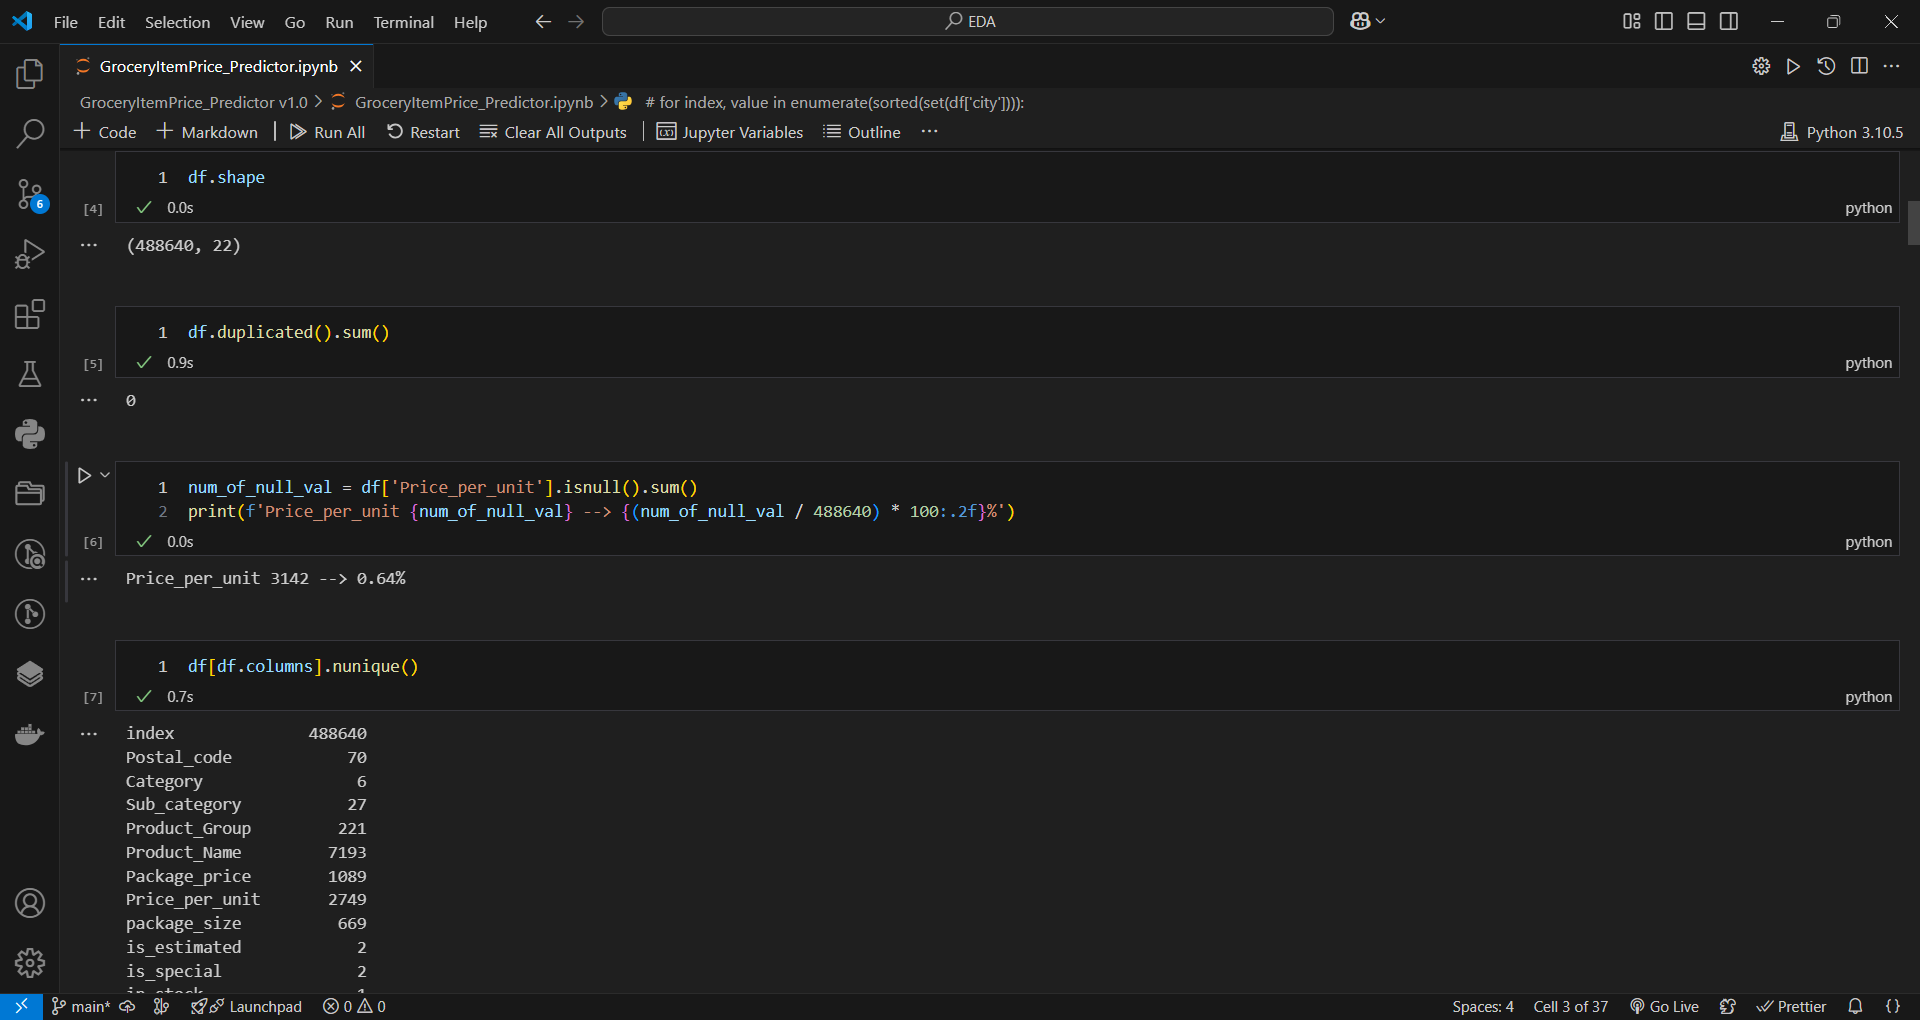 File Edit Selection View Go Run Terminal Help EDA
GroceryItemPrice_Predictor.ipynb
GroceryItemPrice_Predictor v1.0 > GroceryItemPrice_Predictor.ipynb > # for index, value in enumerate(sorted(set(df['city']))):
+ Code + Markdown | Run All Restart Clear All Outputs | Jupyter Variables Outline ··· Python 3.10.5
1 df.shape
[4] 0.0s python
(488640, 22)
1 df.duplicated().sum()
[5] 0.9s python
0
1 num_of_null_val = df['Price_per_unit'].isnull().sum()
2 print(f'Price_per_unit {num_of_null_val} --> {(num_of_null_val / 488640) * 100:.2f}%')
[6] 0.0s python
Price_per_unit 3142 --> 0.64%
1 df[df.columns].nunique()
[7] 0.7s python
index 488640
Postal_code 70
Category 6
Sub_category 27
Product_Group 221
Product_Name 7193
Package_price 1089
Price_per_unit 2749
package_size 669
is_estimated 2
is_special 2
in_stock 1
6
main* Launchpad 0 0 Spaces: 4 Cell 3 of 37 Go Live Prettier {}